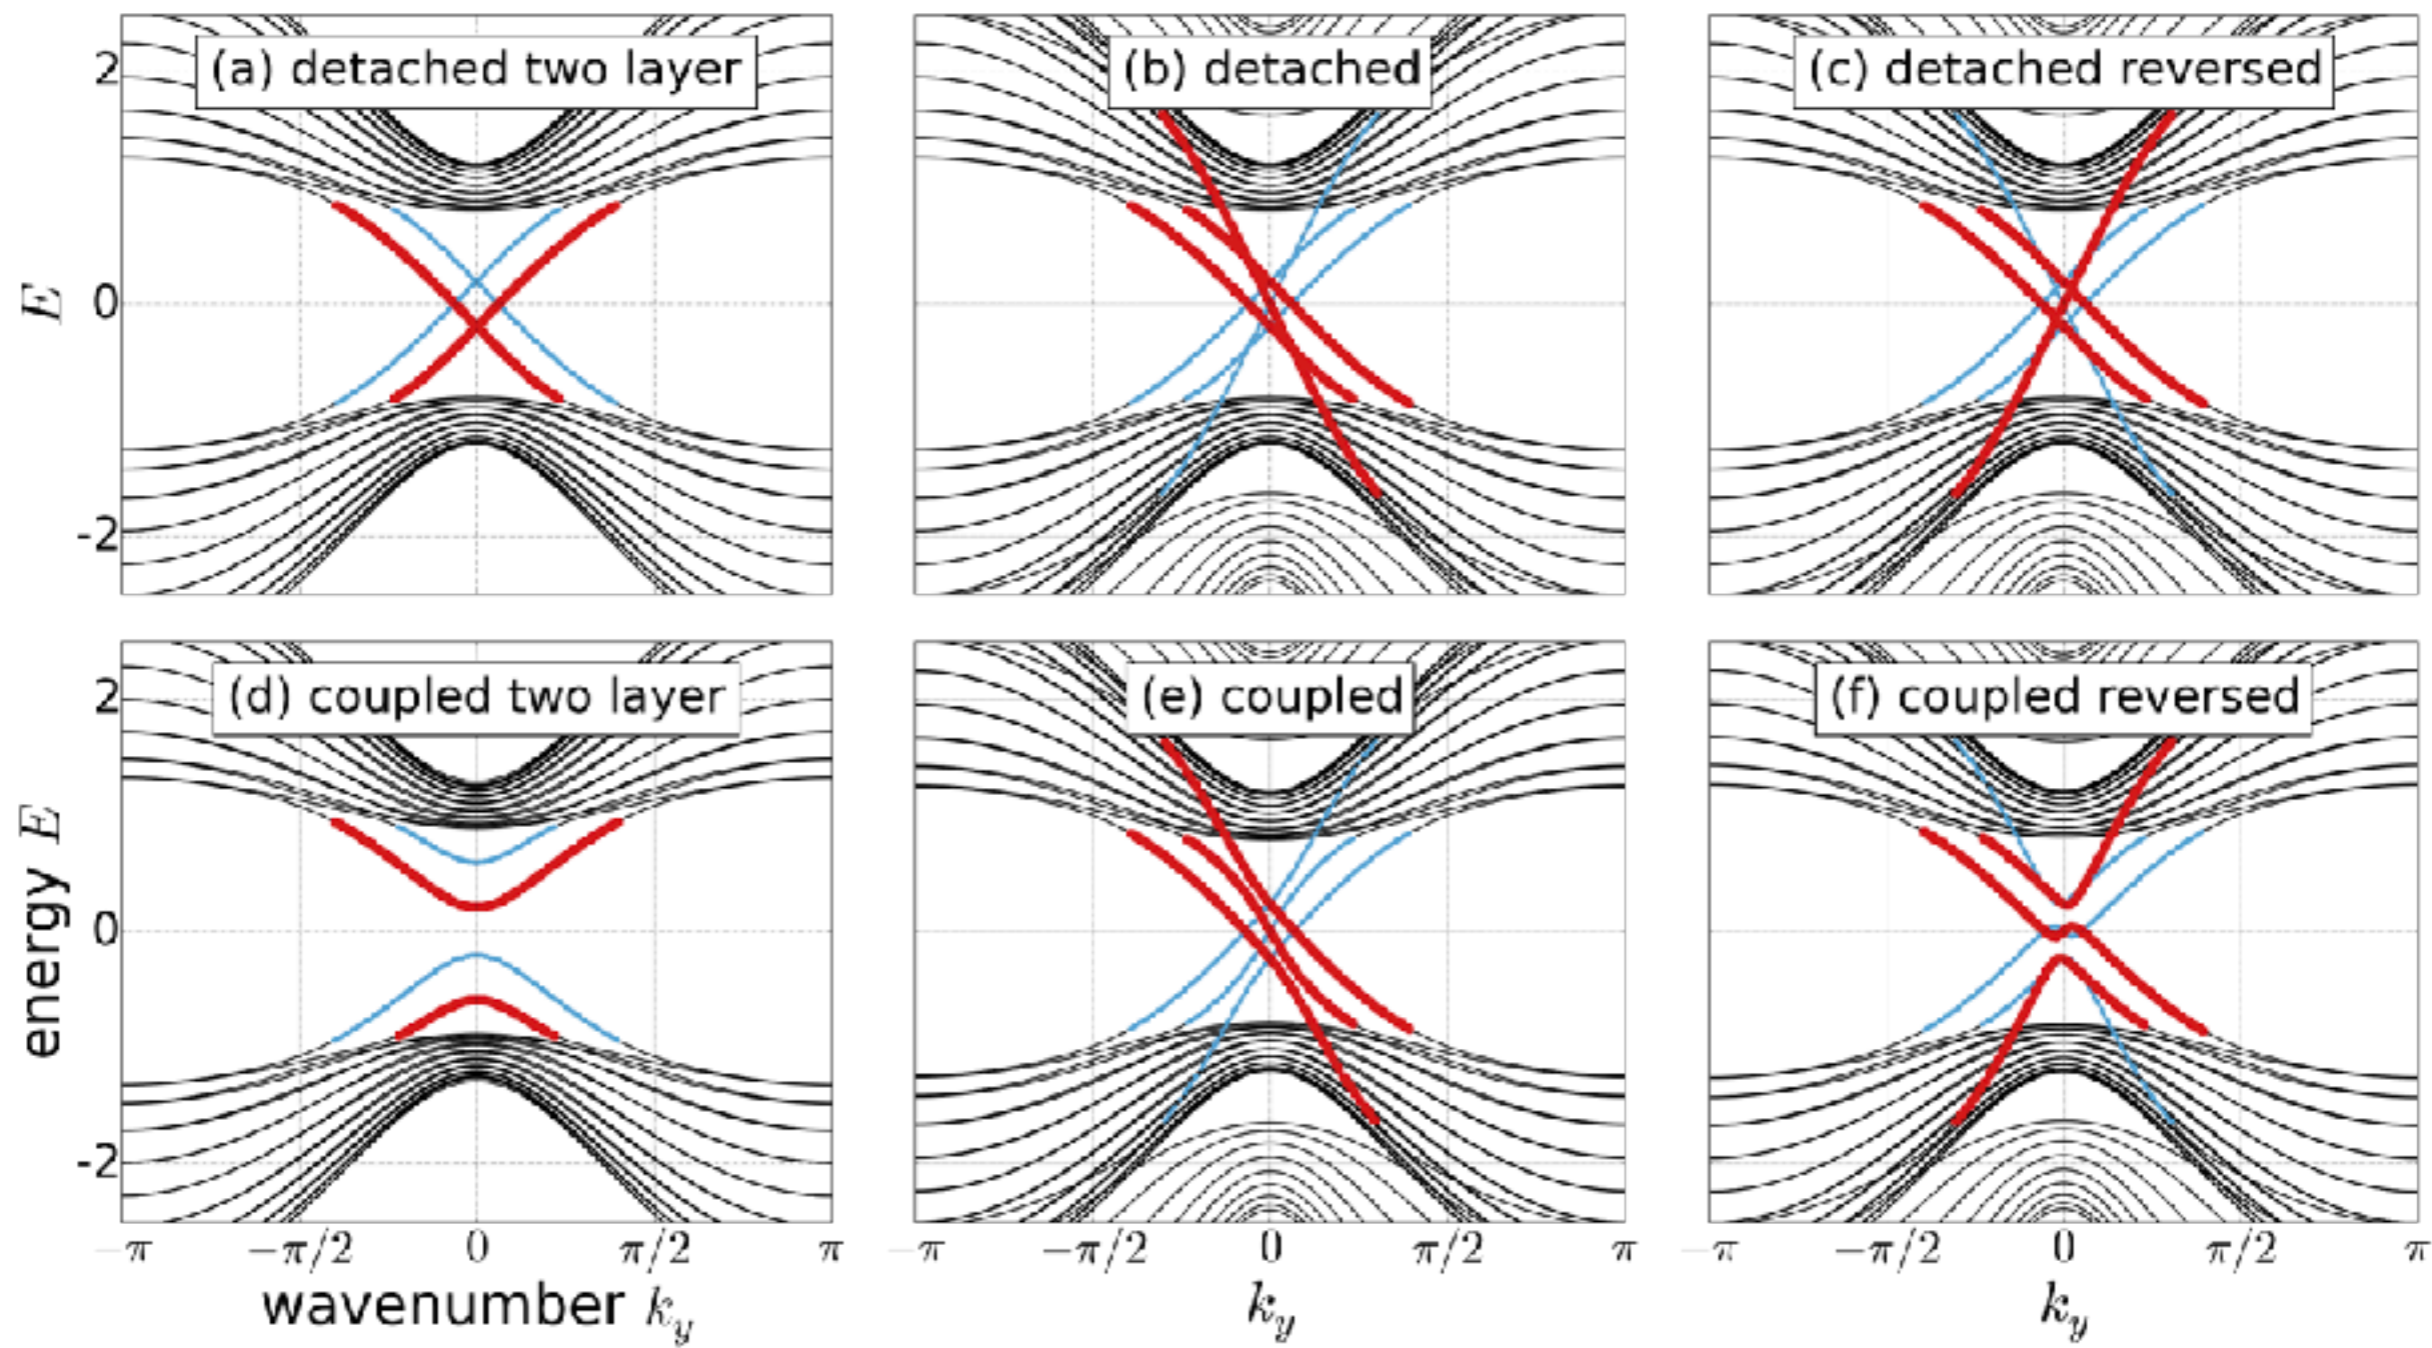 (a) detached two layer
(b) detached
(c) detached reversed
2
0
-2
E
(d) coupled two layer
(e) coupled
(f) coupled reversed
2
0
-2
energy E
−π −π/2 0 π/2 π
−π −π/2 0 π/2 π
−π −π/2 0 π/2 π
wavenumber k_y
k_y
k_y